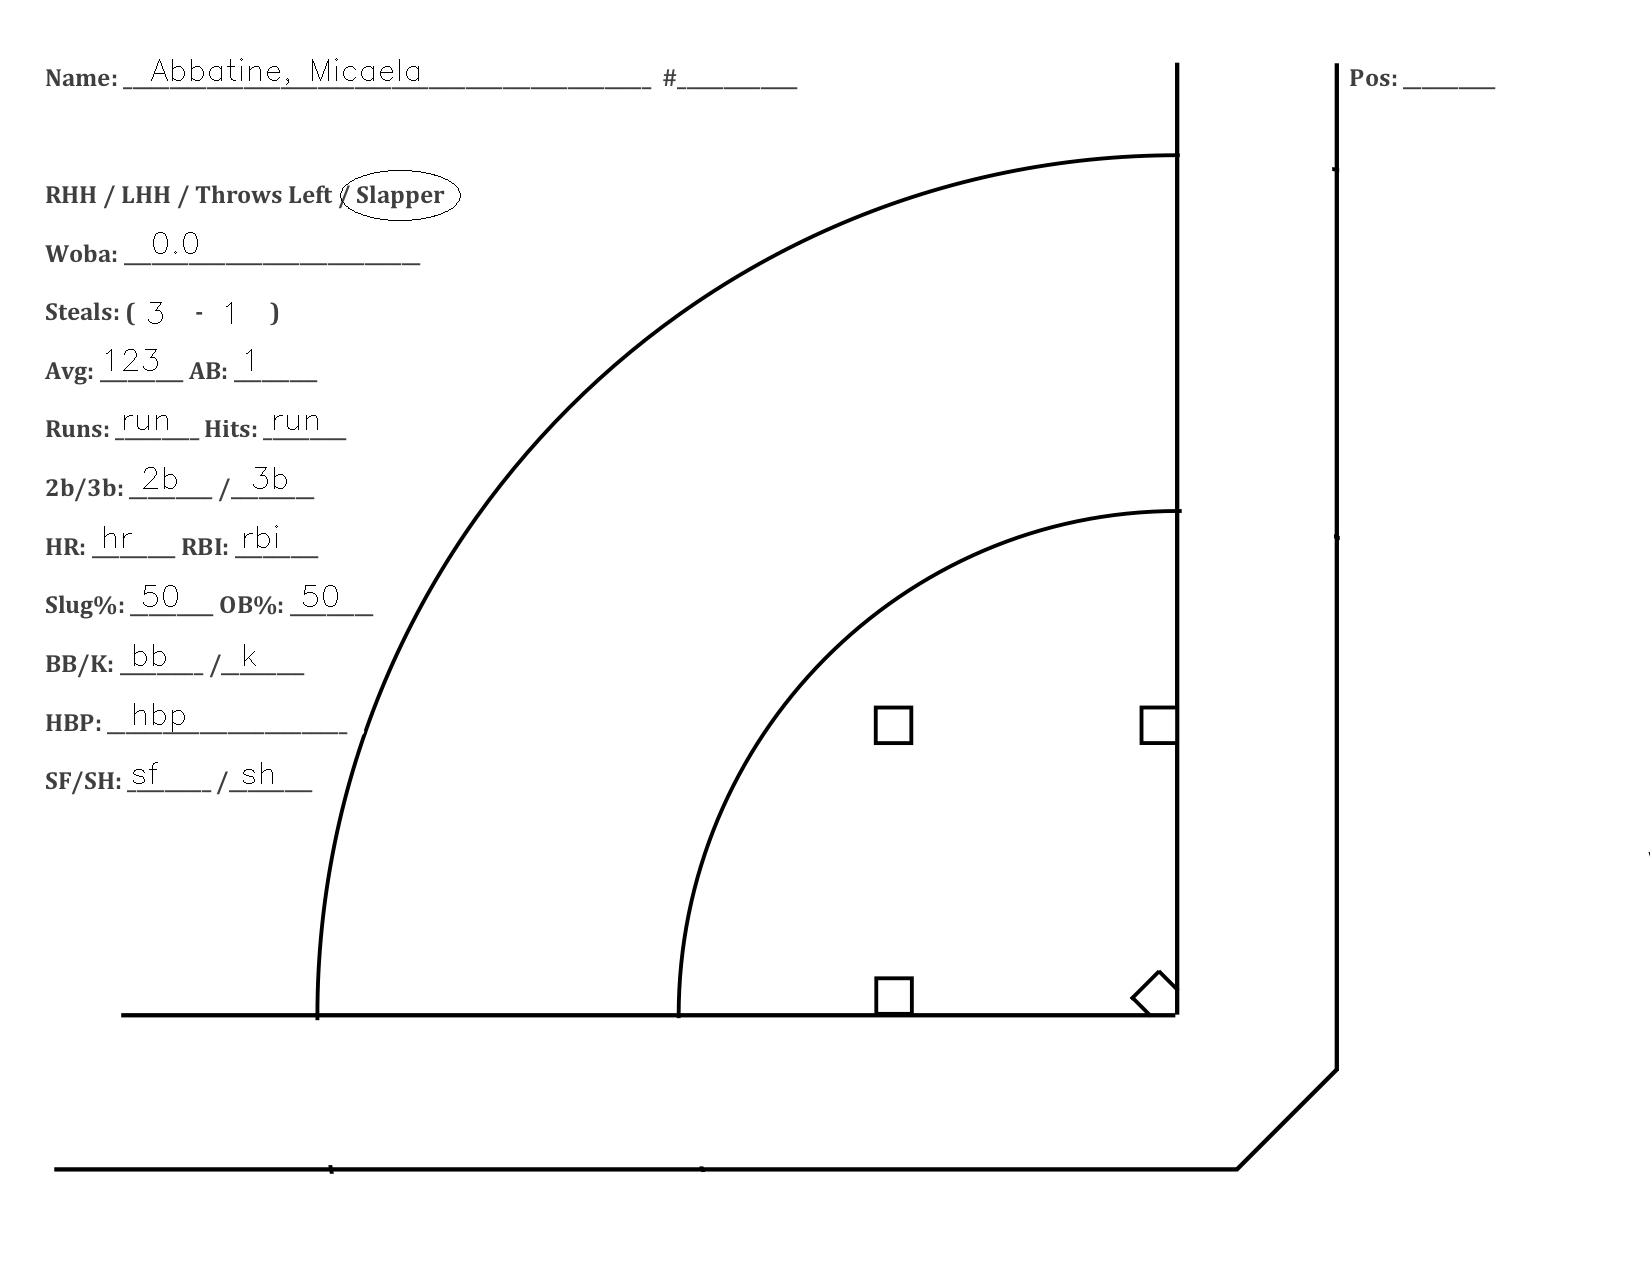 Name: Abbatine, Micaela # Pos:
RHH / LHH / Throws Left / Slapper
Woba: 0.0
Steals: ( 3 - 1 )
Avg: 123 AB: 1
Runs: run Hits: run
2b/3b: 2b / 3b
HR: hr RBI: rbi
Slug%: 50 OB%: 50
BB/K: bb / k
HBP: hbp
SF/SH: sf / sh